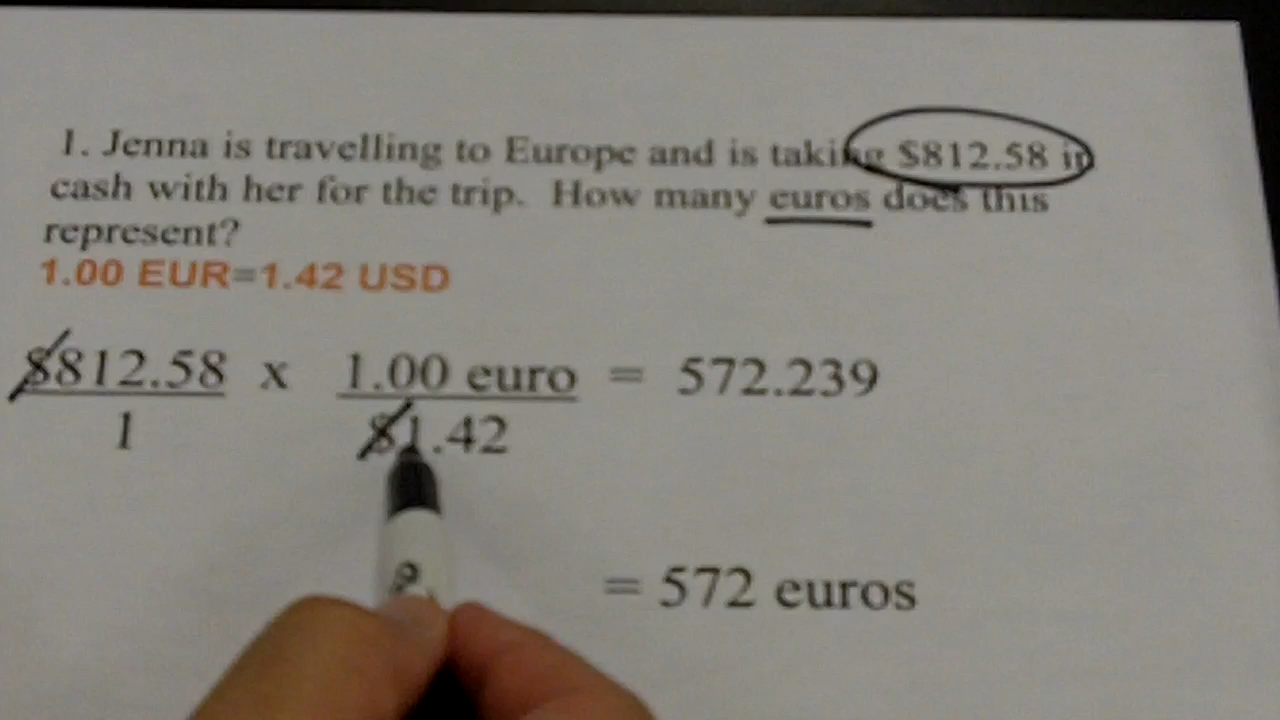 1. Jenna is travelling to Europe and is taking $812.58 in
cash with her for the trip. How many euros does this
represent?
1.00 EUR=1.42 USD
$812.58 x 1.00 euro = 572.239
1 $1.42
= 572 euros